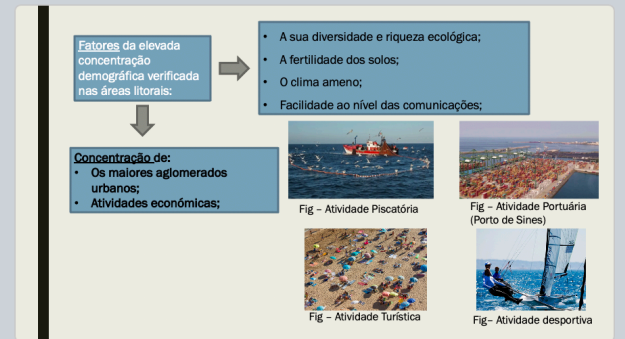 Fatores da elevada
concentração
demográfica verificada
nas áreas litorais:
• A sua diversidade e riqueza ecológica;
• A fertilidade dos solos;
• O clima ameno;
• Facilidade ao nível das comunicações;
Concentração de:
• Os maiores aglomerados
urbanos;
• Atividades económicas;
Fig – Atividade Piscatória
Fig – Atividade Portuária
(Porto de Sines)
Fig – Atividade Turística
Fig– Atividade desportiva